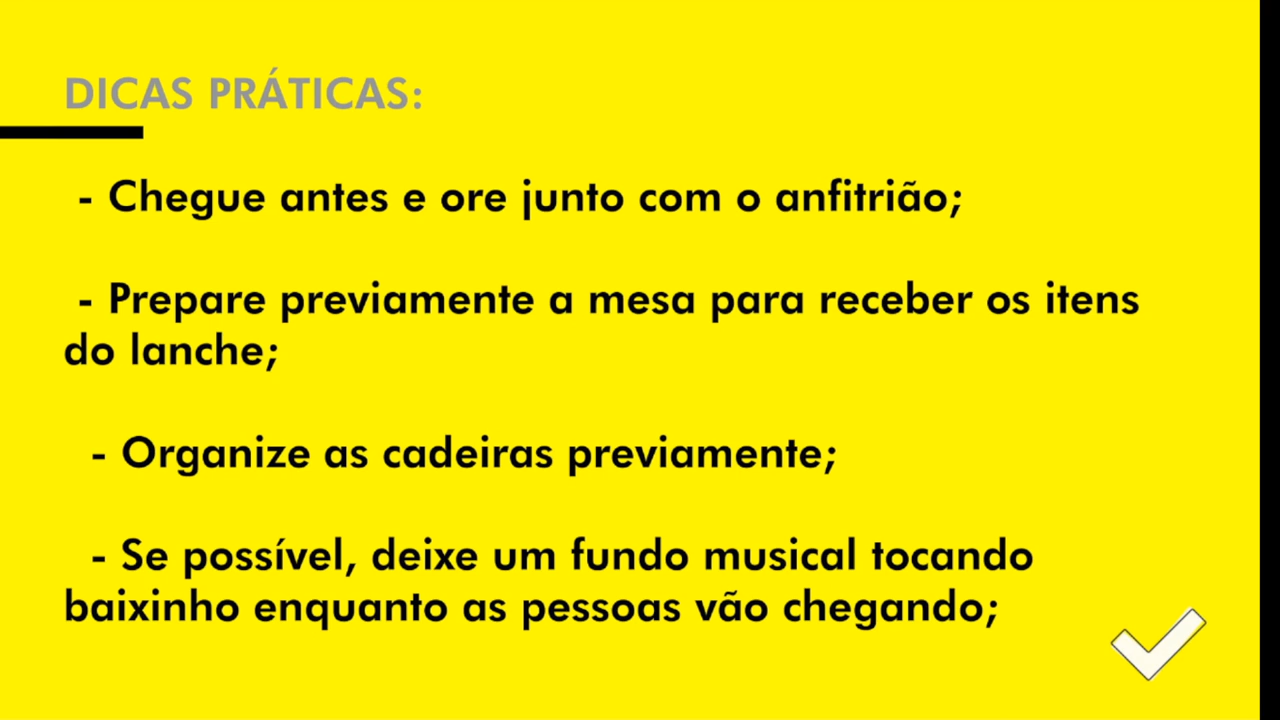 DICAS PRÁTICAS:
- Chegue antes e ore junto com o anfitrião;
- Prepare previamente a mesa para receber os itens
do lanche;
- Organize as cadeiras previamente;
- Se possível, deixe um fundo musical tocando
baixinho enquanto as pessoas vão chegando;